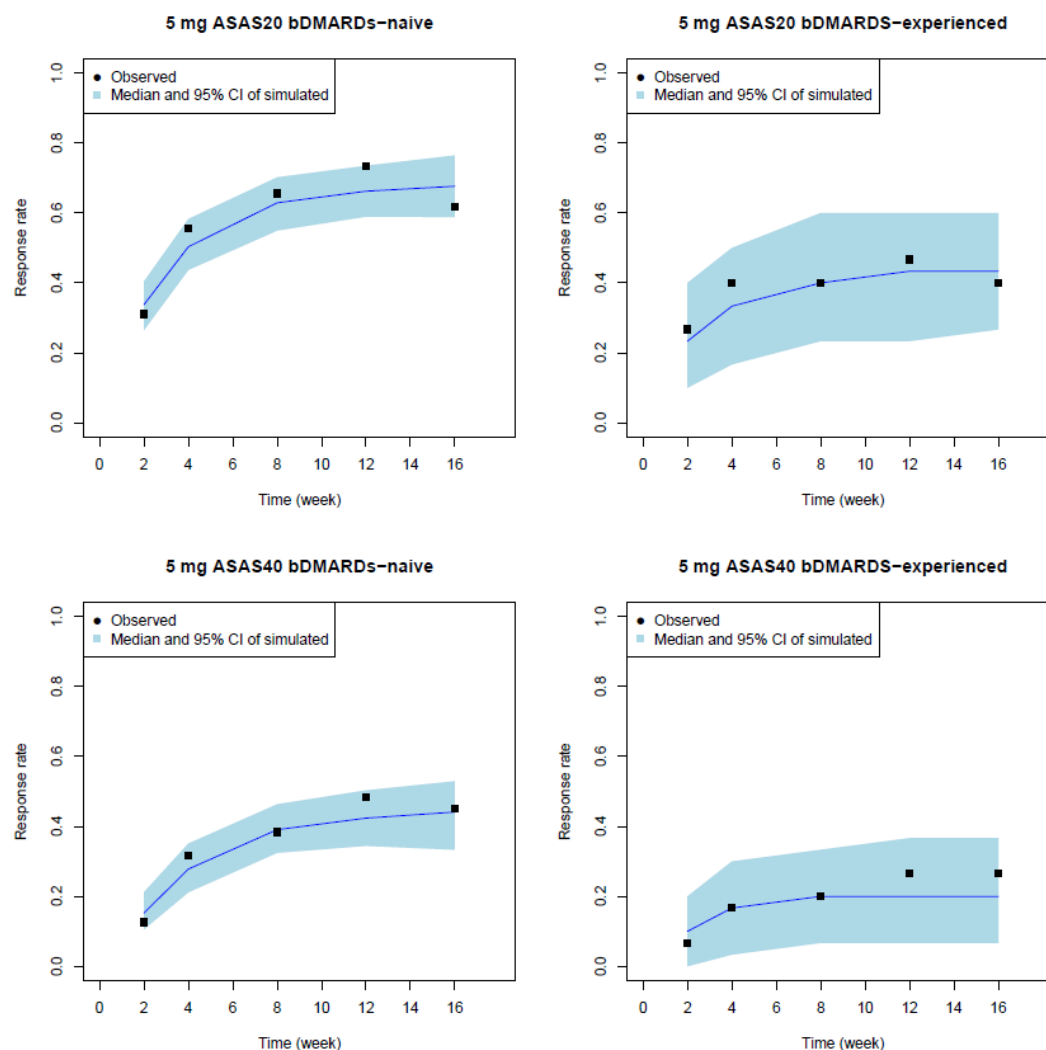 5 mg ASAS20 bDMARDs−naive
Observed
Median and 95% CI of simulated
Response rate
0.0 0.2 0.4 0.6 0.8 1.0
0 2 4 6 8 10 12 14 16
Time (week)
5 mg ASAS20 bDMARDS−experienced
Observed
Median and 95% CI of simulated
Response rate
0.0 0.2 0.4 0.6 0.8 1.0
0 2 4 6 8 10 12 14 16
Time (week)
5 mg ASAS40 bDMARDs−naive
Observed
Median and 95% CI of simulated
Response rate
0.0 0.2 0.4 0.6 0.8 1.0
0 2 4 6 8 10 12 14 16
Time (week)
5 mg ASAS40 bDMARDS−experienced
Observed
Median and 95% CI of simulated
Response rate
0.0 0.2 0.4 0.6 0.8 1.0
0 2 4 6 8 10 12 14 16
Time (week)